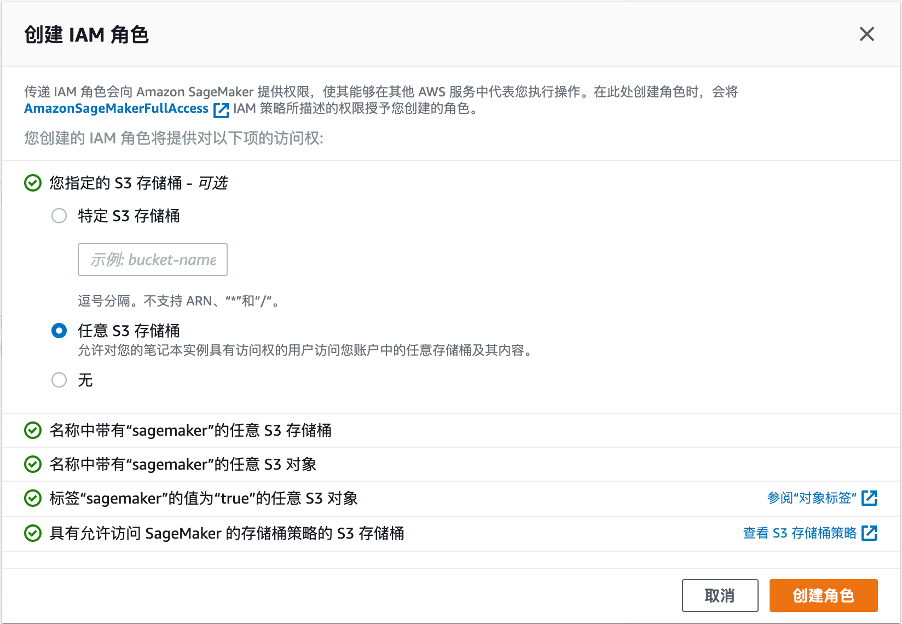 创建 IAM 角色
传递 IAM 角色会向 Amazon SageMaker 提供权限，使其能够在其他 AWS 服务中代表您执行操作。在此处创建角色时，会将
AmazonSageMakerFullAccess IAM 策略所描述的权限授予您创建的角色。
您创建的 IAM 角色将提供对以下项的访问权:
您指定的 S3 存储桶 - 可选
特定 S3 存储桶
示例: bucket-name
逗号分隔。不支持 ARN、“*”和“/”。
任意 S3 存储桶
允许对您的笔记本实例具有访问权的用户访问您账户中的任意存储桶及其内容。
无
名称中带有“sagemaker”的任意 S3 存储桶
名称中带有“sagemaker”的任意 S3 对象
标签“sagemaker”的值为“true”的任意 S3 对象 参阅“对象标签”
具有允许访问 SageMaker 的存储桶策略的 S3 存储桶 查看 S3 存储桶策略
取消 创建角色